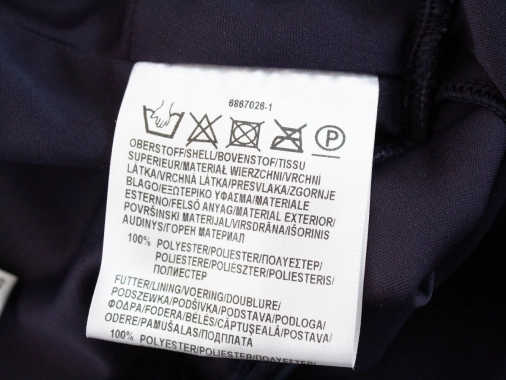 6867026-1
P
OBERSTOFF/SHELL/BOVENSTOF/TISSU
SUPERIEUR/MATERIAŁ WIERZCHNI/VRCHNÍ
LÁTKA/VRCHNÁ LÁTKA/PRESVLAKA/ZGORNJE
BLAGO/ΕΞΩΤΕΡΙΚΟ ΥΦΑΣΜΑ/MATERIALE
ESTERNO/FELSŐ ANYAG/MATERIAL EXTERIOR/
POVRŠINSKI MATERIJAL/VIRSDRĀNA/IŠORINIS
AUDINYS/ГОРЕН МАТЕРИАЛ
100% POLYESTER/POLIESTER/ΠΟΛΥΕΣΤΕΡ/
POLIESTERE/POLIÉSZTER/POLIESTERIS/
ПОЛИЕСТЕР
FUTTER/LINING/VOERING/DOUBLURE/
PODSZEWKA/PODŠÍVKA/PODSTAVA/PODLOGA/
ΦΟΔΡΑ/FODERA/BÉLÉS/CĂPTUŞEALĂ/POSTAVA/
ODERE/PAMUŠALAS/ПОДПЛАТА
100% POLYESTER/POLIESTER/ΠΟΛΥΕΣΤΕΡ/